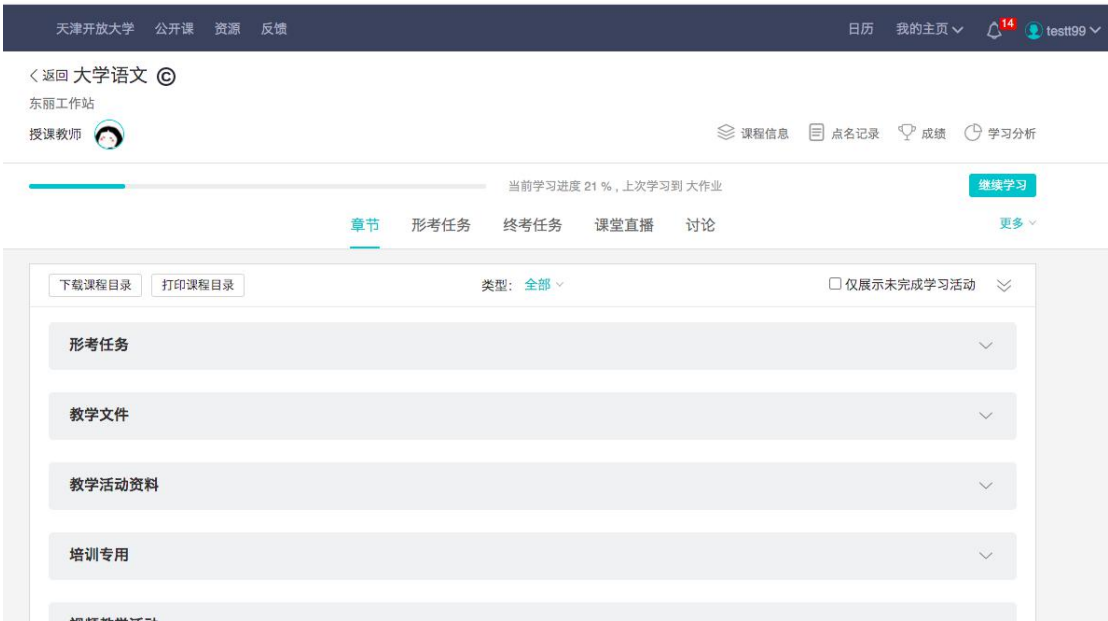 天津开放大学 公开课 资源 反馈 日历 我的主页 14 testt99
返回 大学语文 ©
东丽工作站
授课教师 课程信息 点名记录 成绩 学习分析
当前学习进度 21 % , 上次学习到 大作业 继续学习
章节 形考任务 终考任务 课堂直播 讨论 更多
下载课程目录 打印课程目录 类型: 全部 仅展示未完成学习活动
形考任务
教学文件
教学活动资料
培训专用